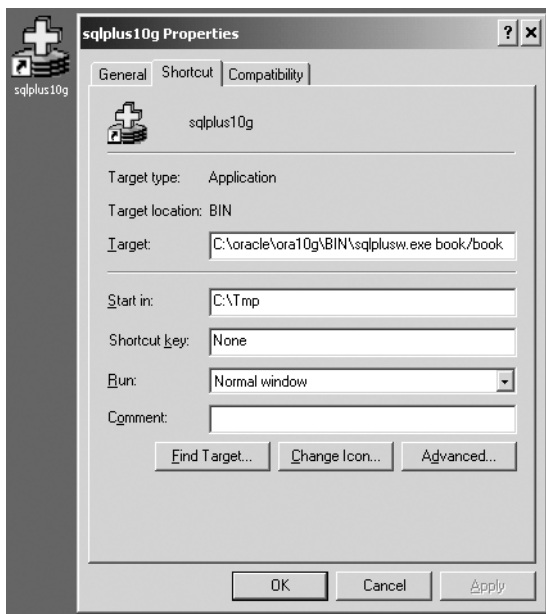 sqlplus10g
sqlplus10g Properties
General Shortcut Compatibility
sqlplus10g
Target type: Application
Target location: BIN
Target: C:\oracle\ora10g\BIN\sqlplusw.exe book/book
Start in: C:\Tmp
Shortcut key: None
Run: Normal window
Comment:
Find Target... Change Icon... Advanced...
OK Cancel Apply